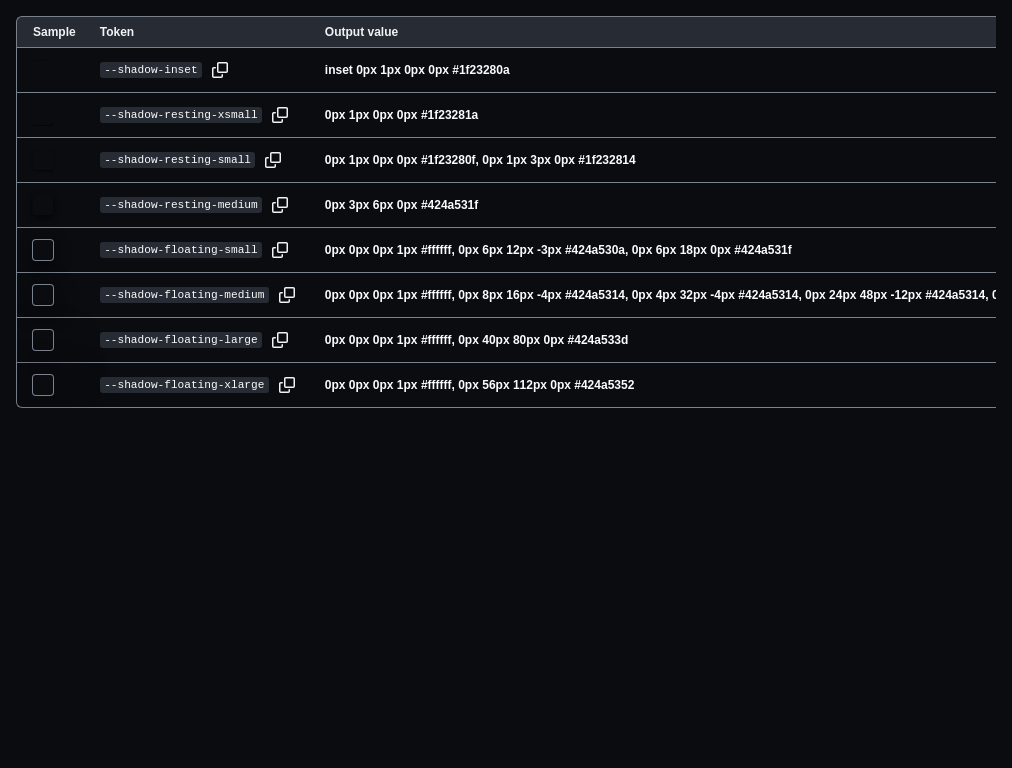 Sample Token Output value
--shadow-inset inset 0px 1px 0px 0px #1f23280a
--shadow-resting-xsmall 0px 1px 0px 0px #1f23281a
--shadow-resting-small 0px 1px 0px 0px #1f23280f, 0px 1px 3px 0px #1f232814
--shadow-resting-medium 0px 3px 6px 0px #424a531f
--shadow-floating-small 0px 0px 0px 1px #ffffff, 0px 6px 12px -3px #424a530a, 0px 6px 18px 0px #424a531f
--shadow-floating-medium 0px 0px 0px 1px #ffffff, 0px 8px 16px -4px #424a5314, 0px 4px 32px -4px #424a5314, 0px 24px 48px -12px #424a5314,
--shadow-floating-large 0px 0px 0px 1px #ffffff, 0px 40px 80px 0px #424a533d
--shadow-floating-xlarge 0px 0px 0px 1px #ffffff, 0px 56px 112px 0px #424a5352